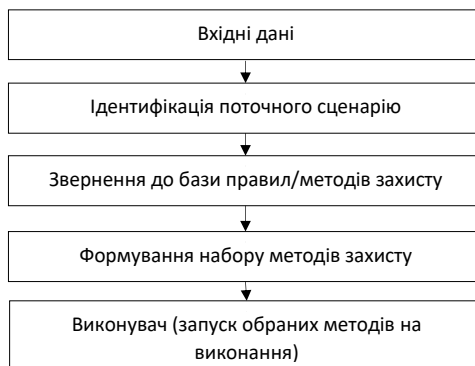 Вхідні дані
Ідентифікація поточного сценарію
Звернення до бази правил/методів захисту
Формування набору методів захисту
Виконувач (запуск обраних методів на
виконання)